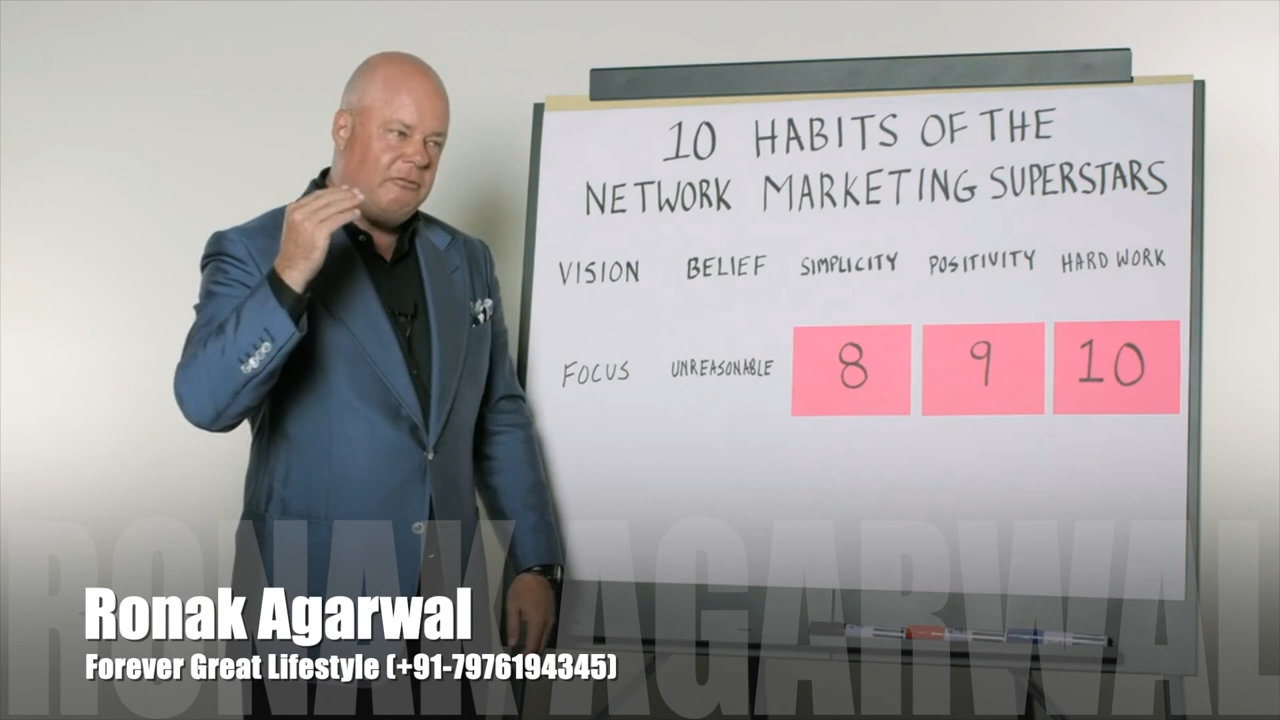 10 HABITS OF THE
NETWORK MARKETING SUPERSTARS
VISION BELIEF SIMPLICITY POSITIVITY HARD WORK
FOCUS UNREASONABLE 8 9 10
RONAK AGARWAL
Ronak Agarwal
Forever Great Lifestyle (+91-7976194345)